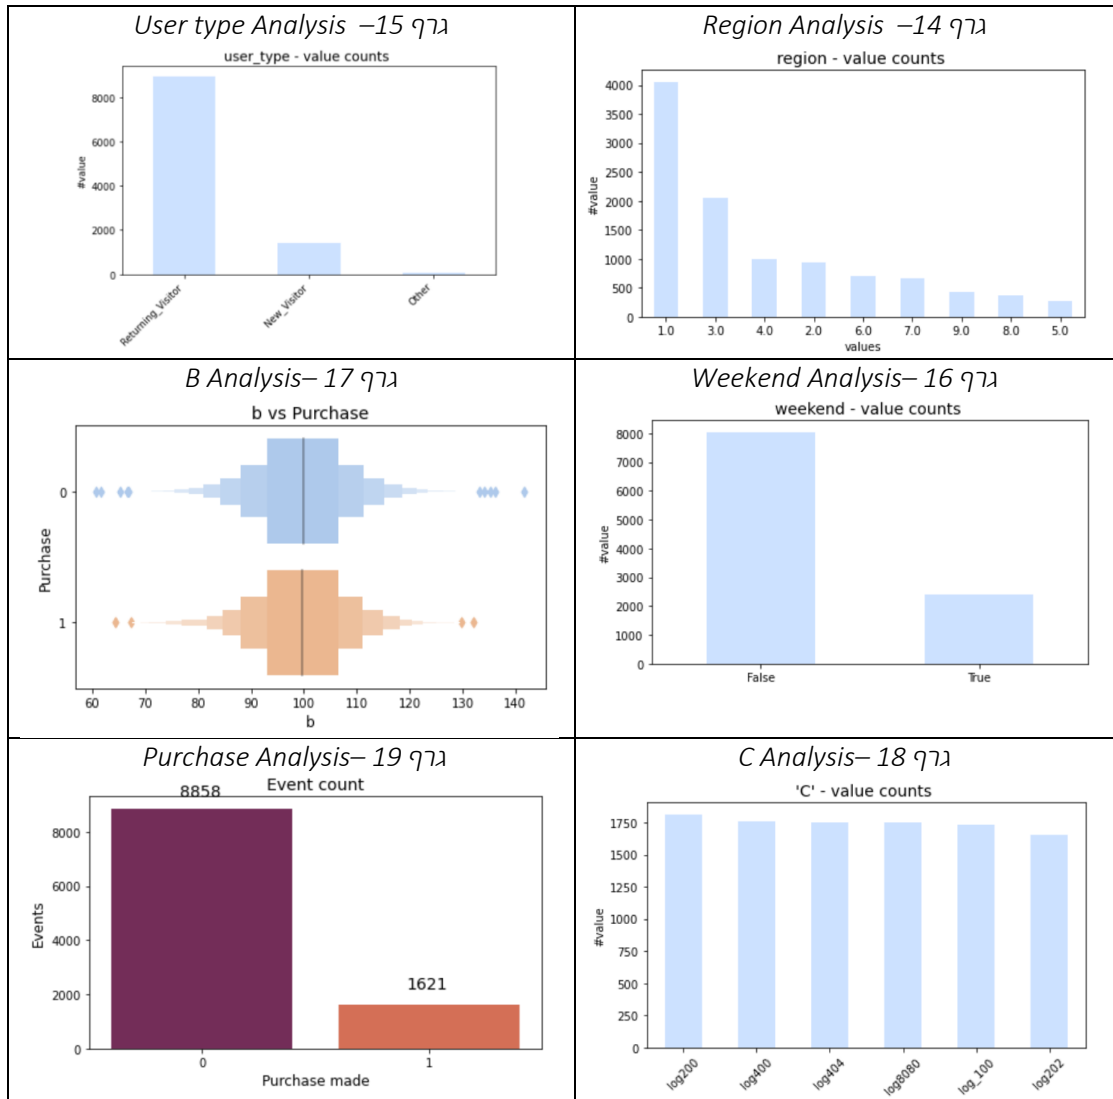 User type Analysis –15 גרף
user_type - value counts
#value
8000
6000
4000
2000
0
Returning_Visitor
New_Visitor
Other
Region Analysis –14 גרף
region - value counts
#value
4000
3500
3000
2500
2000
1500
1000
500
0
1.0 3.0 4.0 2.0 6.0 7.0 9.0 8.0 5.0
values
B Analysis– 17 גרף
b vs Purchase
Purchase
0
1
60 70 80 90 100 110 120 130 140
b
Weekend Analysis– 16 גרף
weekend - value counts
#value
8000
7000
6000
5000
4000
3000
2000
1000
0
False True
Purchase Analysis– 19 גרף
Event count
8858
1621
Events
8000
6000
4000
2000
0
0 1
Purchase made
C Analysis– 18 גרף
'C' - value counts
#value
1750
1500
1250
1000
750
500
250
0
log200
log400
log404
log8080
log_100
log202